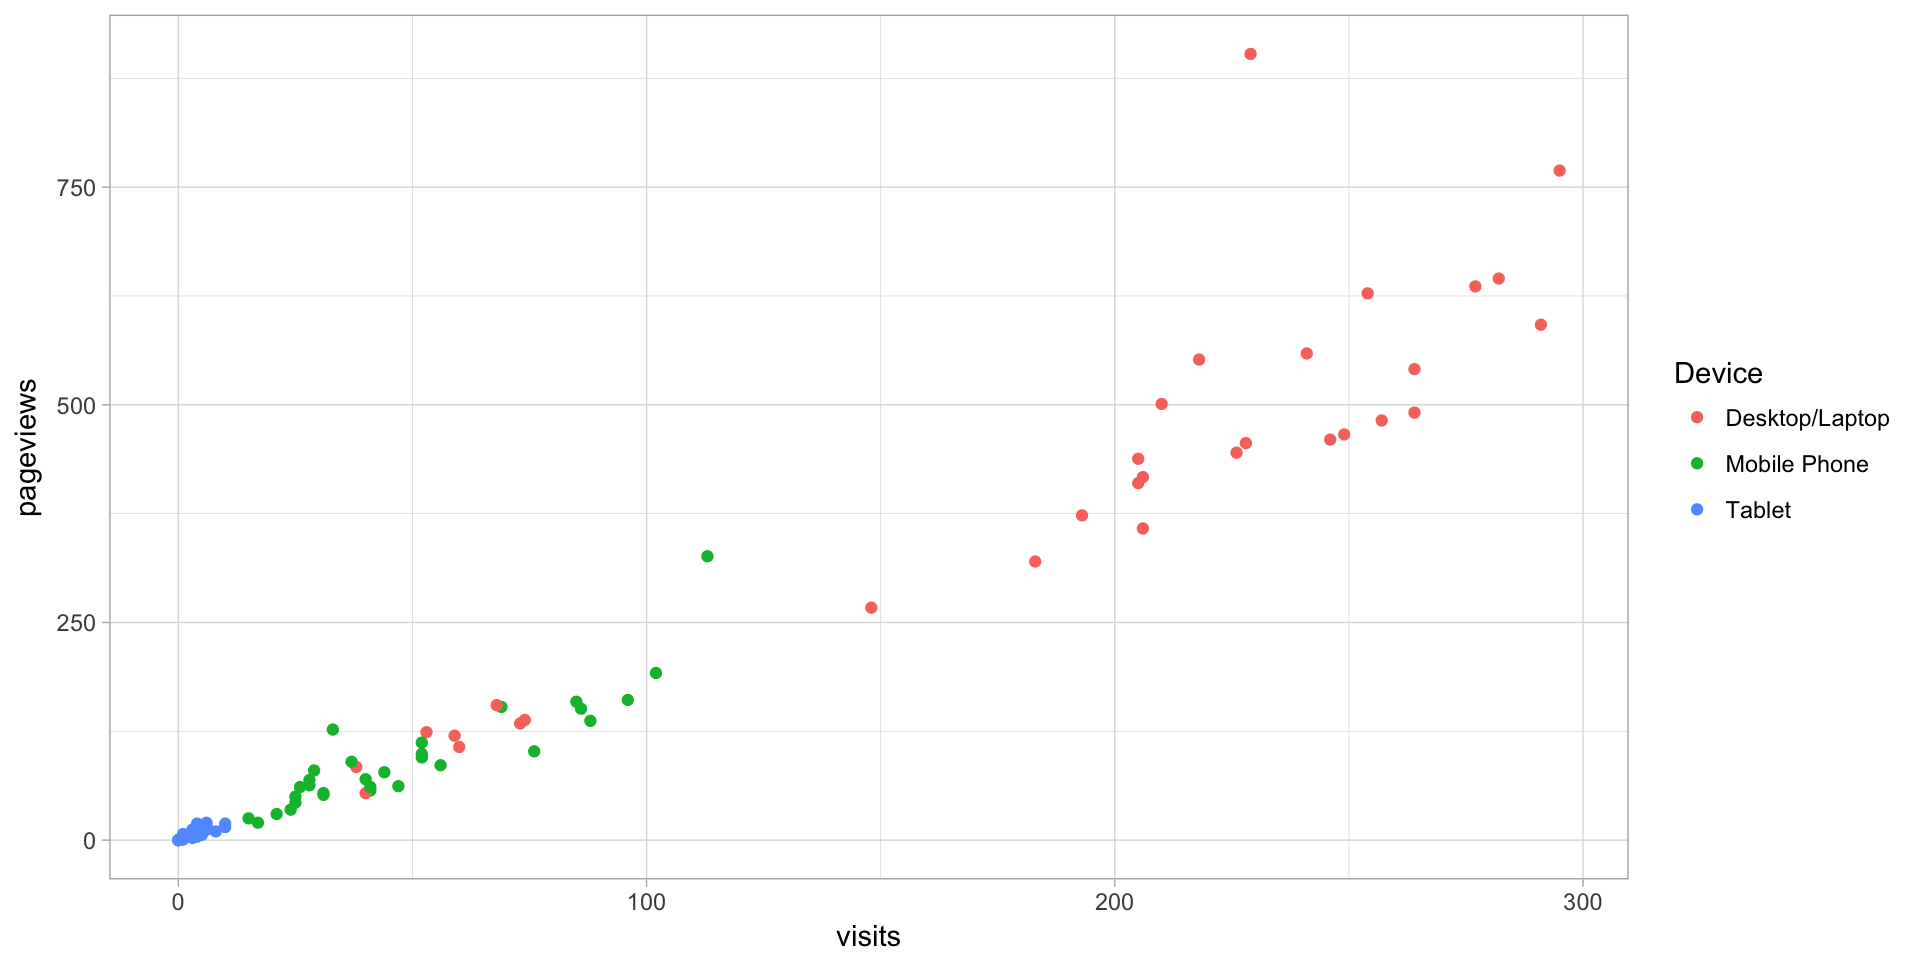 pageviews
750
500
250
0
0 100 200 300
visits
Device
Desktop/Laptop
Mobile Phone
Tablet